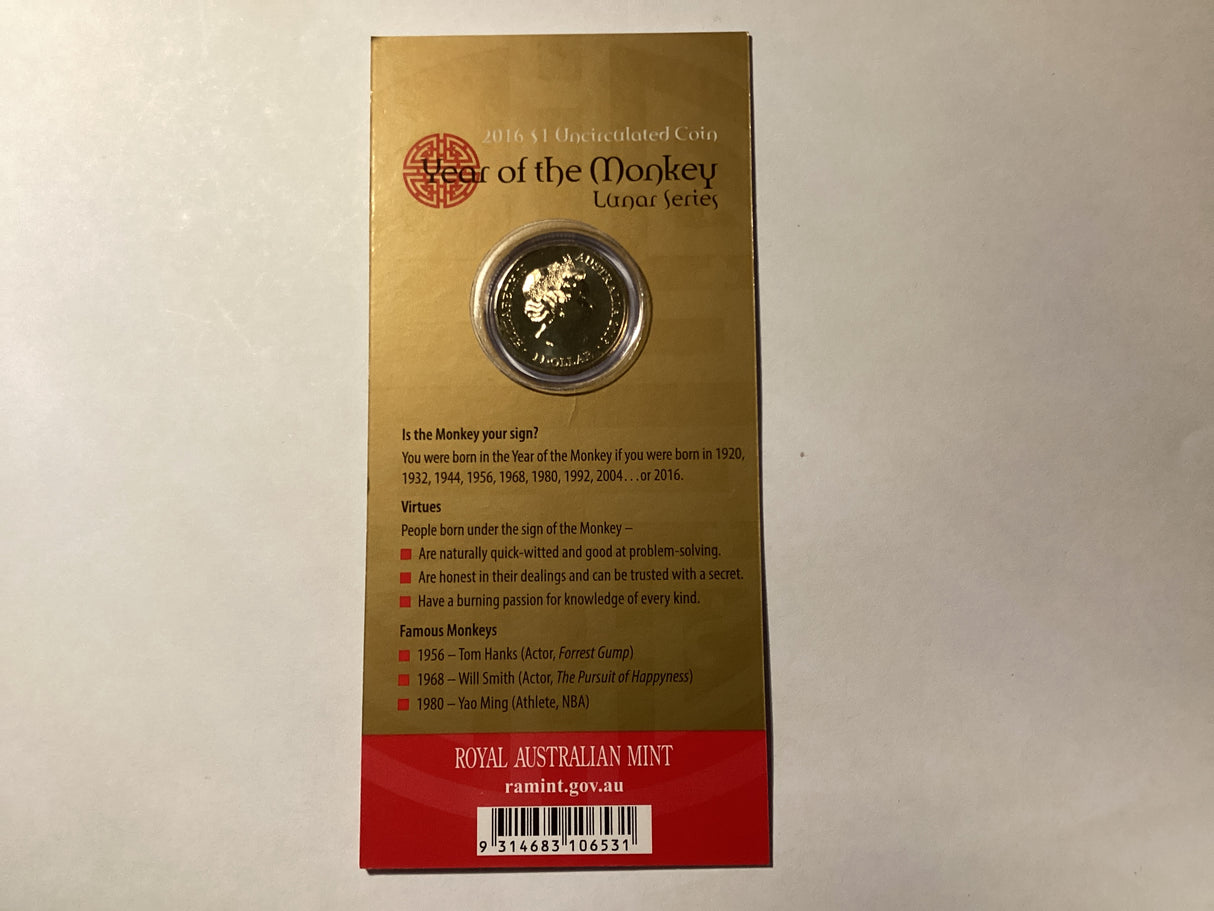 2016 $1 Uncirculated Coin
Year of the Monkey
Lunar Series
ELIZABETH II AUSTRALIA 2016
1 DOLLAR
Is the Monkey your sign?
You were born in the Year of the Monkey if you were born in 1920,
1932, 1944, 1956, 1968, 1980, 1992, 2004...or 2016.
Virtues
People born under the sign of the Monkey –
Are naturally quick-witted and good at problem-solving.
Are honest in their dealings and can be trusted with a secret.
Have a burning passion for knowledge of every kind.
Famous Monkeys
1956 – Tom Hanks (Actor, Forrest Gump)
1968 – Will Smith (Actor, The Pursuit of Happyness)
1980 – Yao Ming (Athlete, NBA)
ROYAL AUSTRALIAN MINT
ramint.gov.au
9 314683 106531